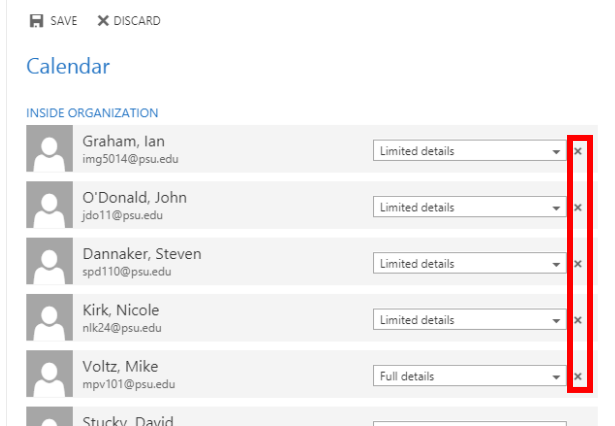 SAVE DISCARD
Calendar
INSIDE ORGANIZATION
Graham, Ian
img5014@psu.edu
Limited details
O'Donald, John
jdo11@psu.edu
Limited details
Dannaker, Steven
spd110@psu.edu
Limited details
Kirk, Nicole
nlk24@psu.edu
Limited details
Voltz, Mike
mpv101@psu.edu
Full details
Stucky, David